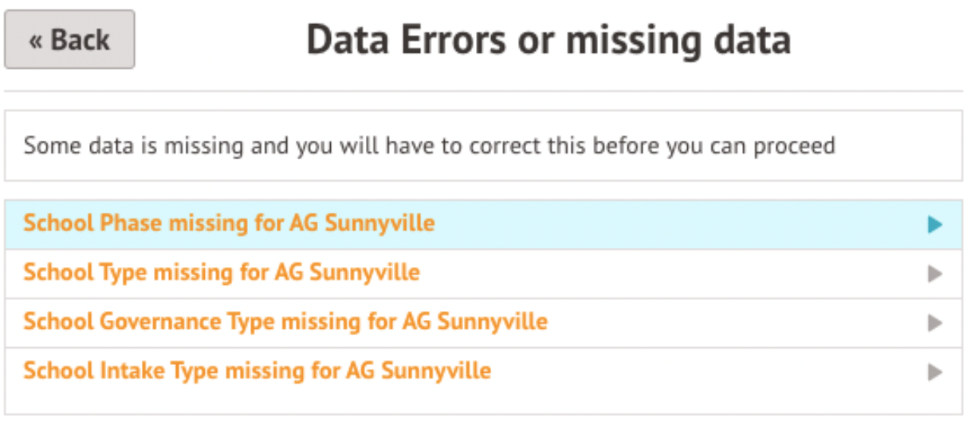 « Back
Data Errors or missing data
Some data is missing and you will have to correct this before you can proceed
School Phase missing for AG Sunnyville
School Type missing for AG Sunnyville
School Governance Type missing for AG Sunnyville
School Intake Type missing for AG Sunnyville